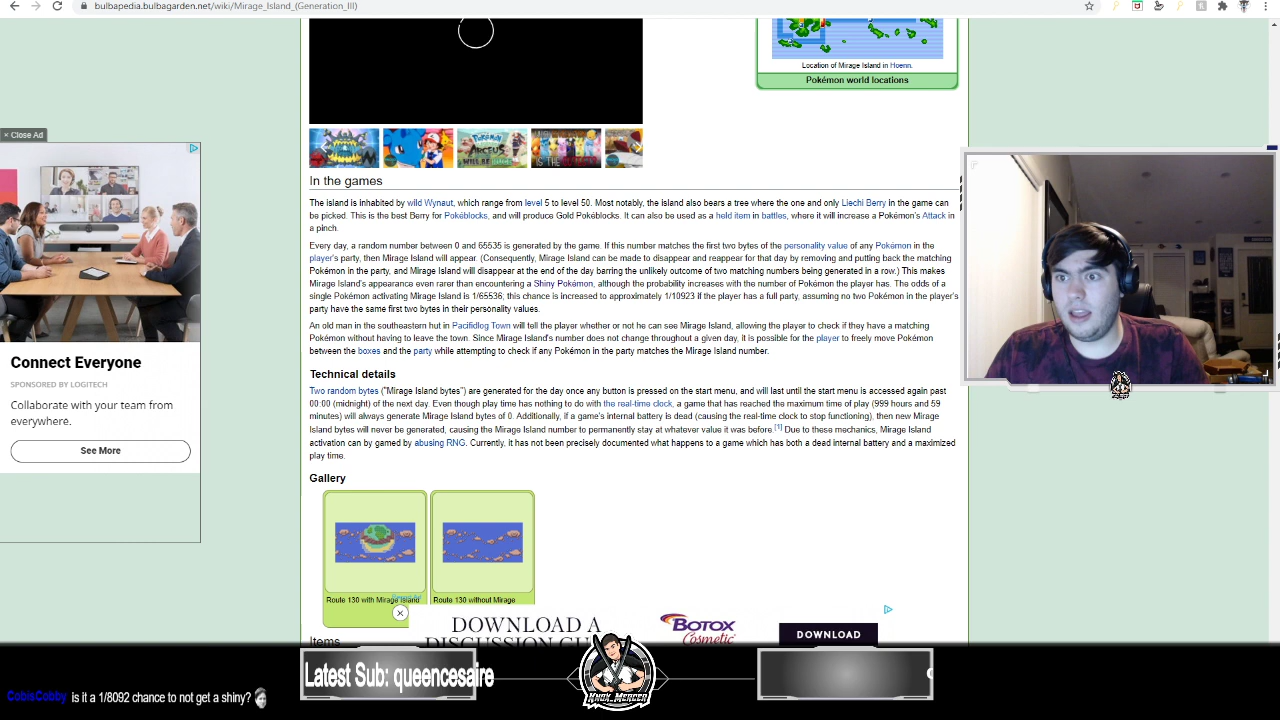 bulbapedia.bulbagarden.net/wiki/Mirage_Island_(Generation_III)
Location of Mirage Island in Hoenn.
Pokémon world locations
× Close Ad
In the games
The island is inhabited by wild Wynaut, which range from level 5 to level 50. Most notably, the island also bears a tree where the one and only Liechi Berry in the game can
be picked. This is the best Berry for Pokéblocks, and will produce Gold Pokéblocks. It can also be used as a held item in battles, where it will increase a Pokémon's Attack in
a pinch.
Every day, a random number between 0 and 65535 is generated by the game. If this number matches the first two bytes of the personality value of any Pokémon in the
player's party, then Mirage Island will appear. (Consequently, Mirage Island can be made to disappear and reappear for that day by removing and putting back the matching
Pokémon in the party, and Mirage Island will disappear at the end of the day barring the unlikely outcome of two matching numbers being generated in a row.) This makes
Mirage Island's appearance even rarer than encountering a Shiny Pokémon, although the probability increases with the number of Pokémon the player has. The odds of a
single Pokémon activating Mirage Island is 1/65536; this chance is increased to approximately 1/10923 if the player has a full party, assuming no two Pokémon in the player's
party have the same first two bytes in their personality values.
An old man in the southeastern hut in Pacifidlog Town will tell the player whether or not he can see Mirage Island, allowing the player to check if they have a matching
Pokémon without having to leave the town. Since Mirage Island's number does not change throughout a given day, it is possible for the player to freely move Pokémon
between the boxes and the party while attempting to check if any Pokémon in the party matches the Mirage Island number.
Technical details
Two random bytes ("Mirage Island bytes") are generated for the day once any button is pressed on the start menu, and will last until the start menu is accessed again past
00:00 (midnight) of the next day. Even though play time has nothing to do with the real-time clock, a game that has reached the maximum time of play (999 hours and 59
minutes) will always generate Mirage Island bytes of 0. Additionally, if a game's internal battery is dead (causing the real-time clock to stop functioning), then new Mirage
Island bytes will never be generated, causing the Mirage Island number to permanently stay at whatever value it was before.[1] Due to these mechanics, Mirage Island
activation can by gamed by abusing RNG. Currently, it has not been precisely documented what happens to a game which has both a dead internal battery and a maximized
play time.
Connect Everyone
SPONSORED BY LOGITECH
Collaborate with your team from
everywhere.
See More
Gallery
Route 130 with Mirage Island
Route 130 without Mirage
Items
DOWNLOAD A
BOTOX
Cosmetic
DOWNLOAD
Latest Sub: queencesaire
KNOX_MERCER
CobisCobby is it a 1/8092 chance to not get a shiny?